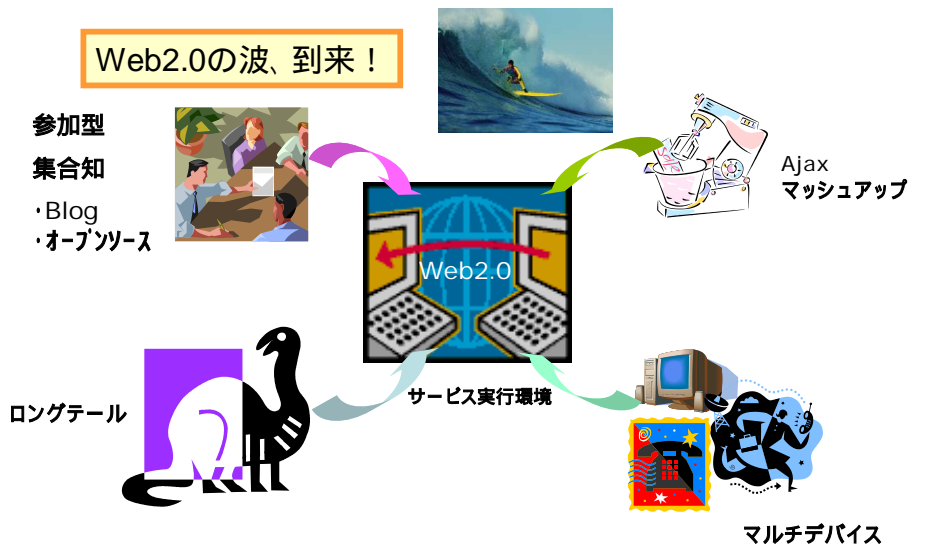 Web2.0の波、到来！
参加型
集合知
・Blog
・オープンソース
Ajax
マッシュアップ
Web2.0
サービス実行環境
ロングテール
マルチデバイス